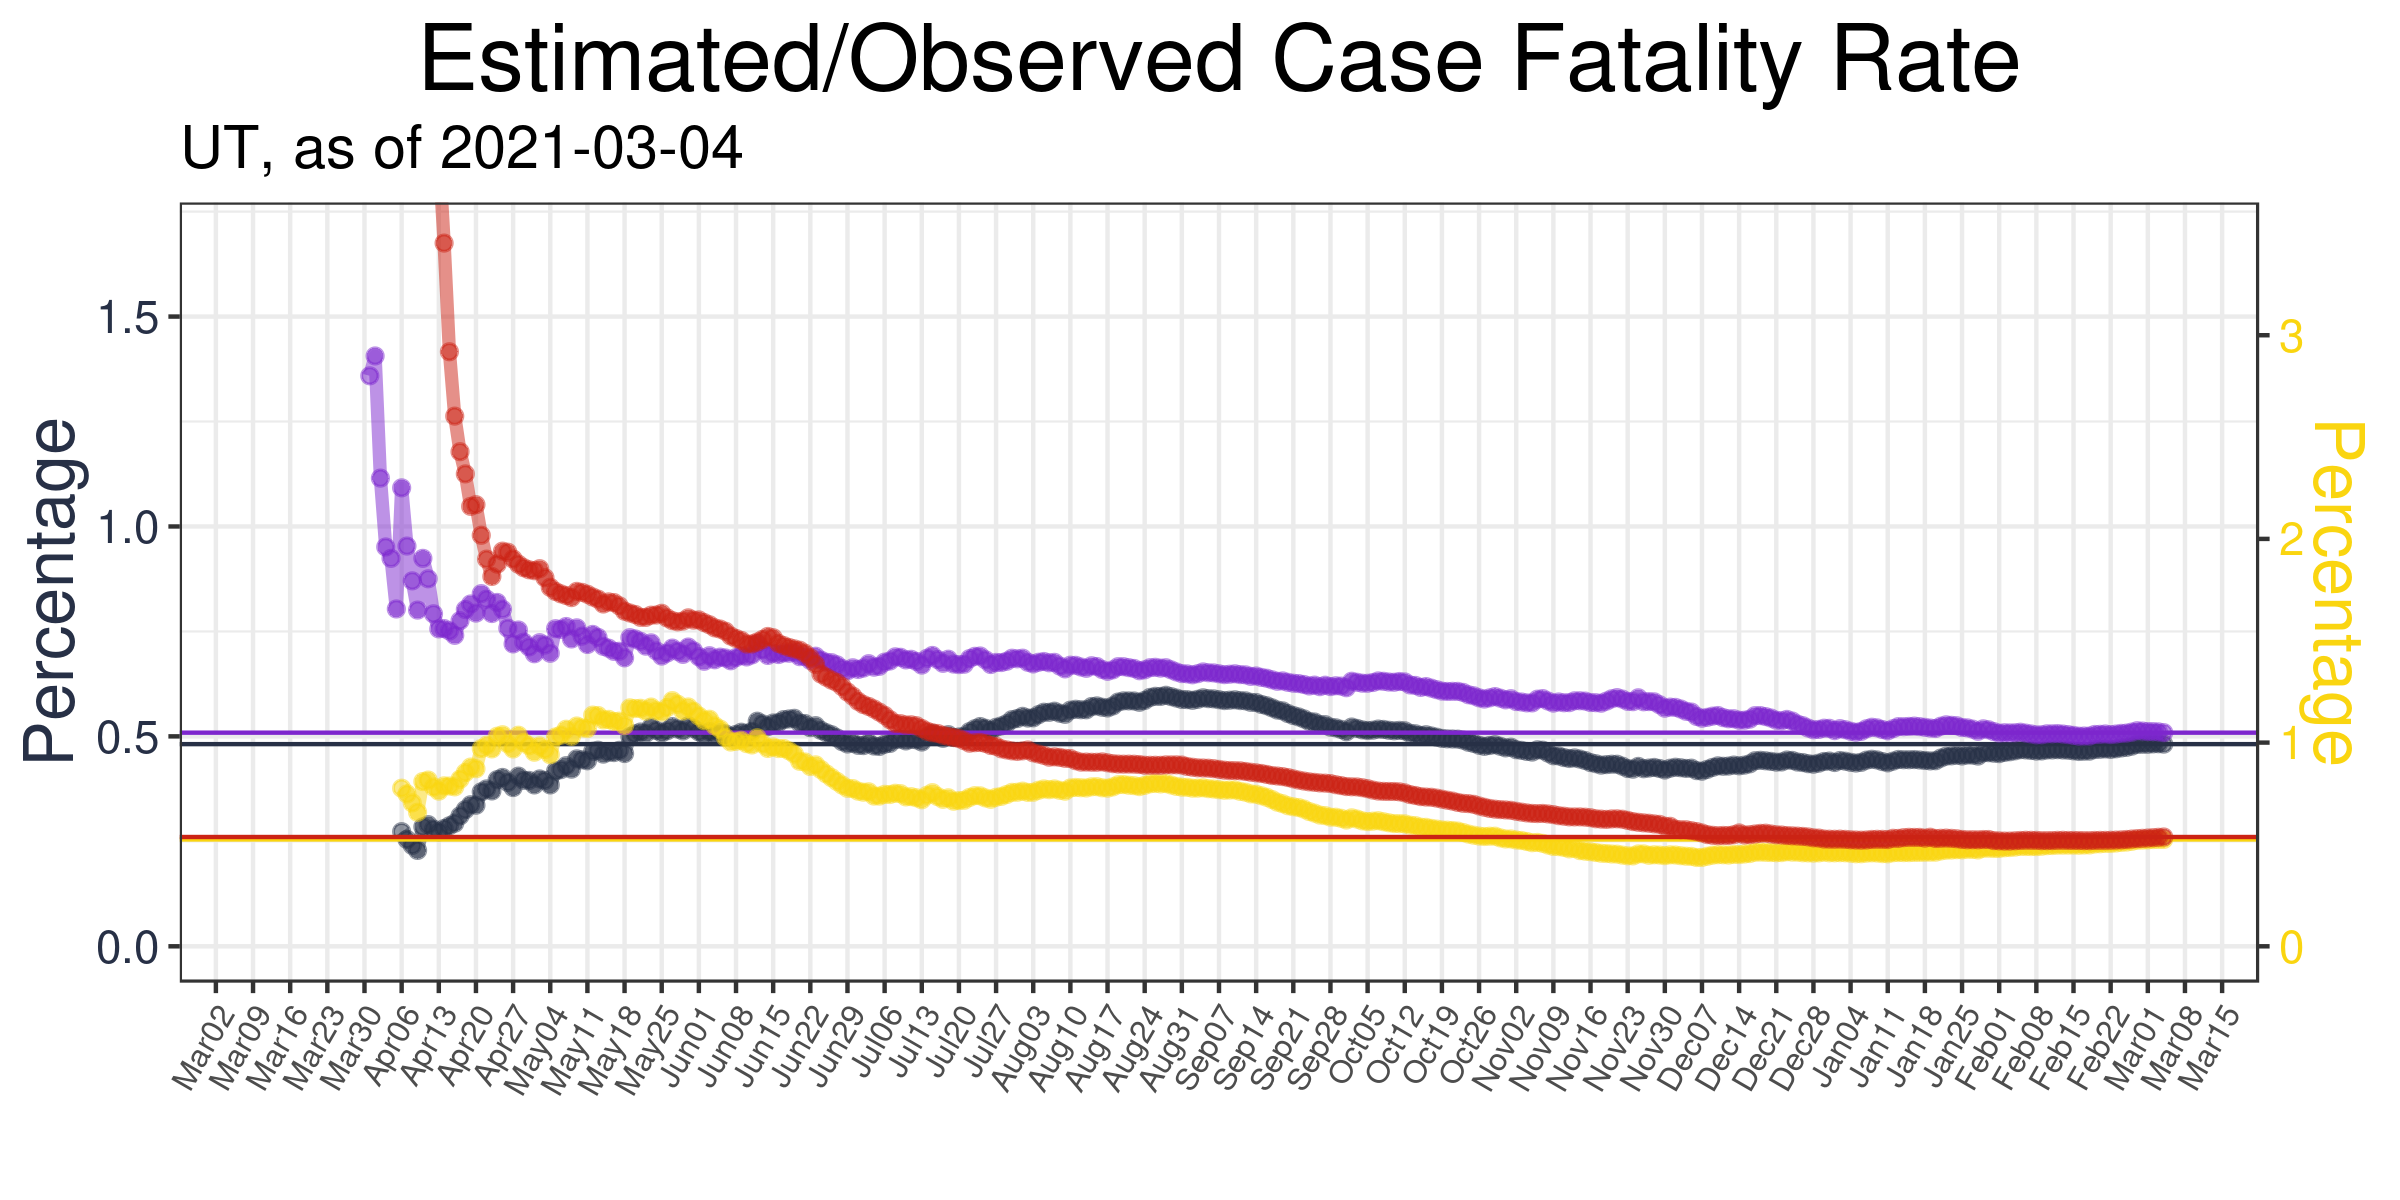 Estimated/Observed Case Fatality Rate
UT, as of 2021-03-04
Percentage
1.5
1.0
0.5
0.0
3
2
1
0
Percentage
Mar02
Mar09
Mar16
Mar23
Mar30
Apr06
Apr13
Apr20
Apr27
May04
May11
May18
May25
Jun01
Jun08
Jun15
Jun22
Jun29
Jul06
Jul13
Jul20
Jul27
Aug03
Aug10
Aug17
Aug24
Aug31
Sep07
Sep14
Sep21
Sep28
Oct05
Oct12
Oct19
Oct26
Nov02
Nov09
Nov16
Nov23
Nov30
Dec07
Dec14
Dec21
Dec28
Jan04
Jan11
Jan18
Jan25
Feb01
Feb08
Feb15
Feb22
Mar01
Mar08
Mar15